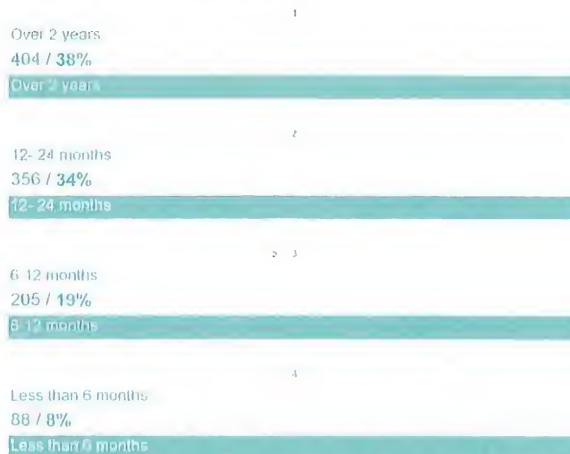 1
Over 2 years
404 / 38%
Over 2 years
2
12- 24 months
356 / 34%
12- 24 months
2 3
6-12 months
205 / 19%
6-12 months
4
Less than 6 months
88 / 8%
Less than 6 months